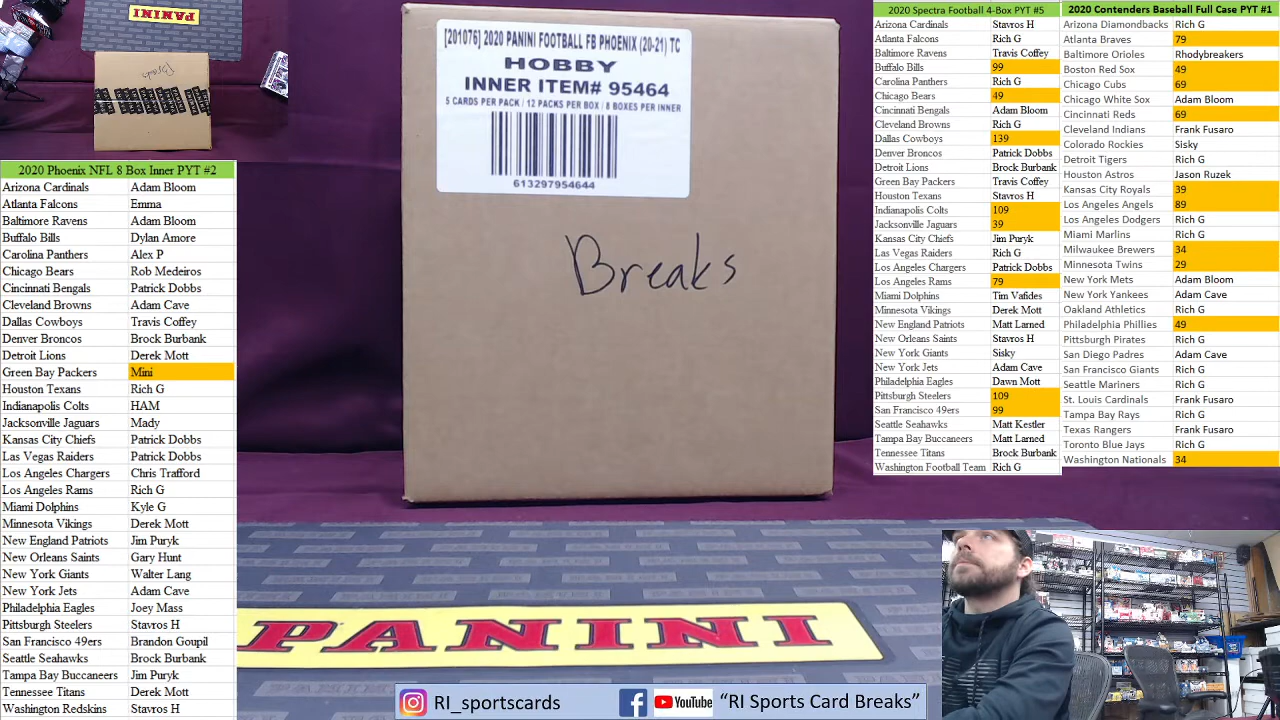 PANINI
Breaks
[201076] 2020 PANINI FOOTBALL FB PHOENIX (20-21) TC
HOBBY
INNER ITEM# 95464
5 CARDS PER PACK / 12 PACKS PER BOX / 8 BOXES PER INNER
613297954644
Breaks
PANINI
2020 Phoenix NFL 8 Box Inner PYT #2
Arizona Cardinals Adam Bloom
Atlanta Falcons Emma
Baltimore Ravens Adam Bloom
Buffalo Bills Dylan Amore
Carolina Panthers Alex P
Chicago Bears Rob Medeiros
Cincinnati Bengals Patrick Dobbs
Cleveland Browns Adam Cave
Dallas Cowboys Travis Coffey
Denver Broncos Brock Burbank
Detroit Lions Derek Mott
Green Bay Packers Mini
Houston Texans Rich G
Indianapolis Colts HAM
Jacksonville Jaguars Mady
Kansas City Chiefs Patrick Dobbs
Las Vegas Raiders Patrick Dobbs
Los Angeles Chargers Chris Trafford
Los Angeles Rams Rich G
Miami Dolphins Kyle G
Minnesota Vikings Derek Mott
New England Patriots Jim Puryk
New Orleans Saints Gary Hunt
New York Giants Walter Lang
New York Jets Adam Cave
Philadelphia Eagles Joey Mass
Pittsburgh Steelers Stavros H
San Francisco 49ers Brandon Goupil
Seattle Seahawks Brock Burbank
Tampa Bay Buccaneers Jim Puryk
Tennessee Titans Derek Mott
Washington Redskins Stavros H
2020 Spectra Football 4-Box PYT #5
Arizona Cardinals Stavros H
Atlanta Falcons Rich G
Baltimore Ravens Travis Coffey
Buffalo Bills 99
Carolina Panthers Rich G
Chicago Bears 49
Cincinnati Bengals Adam Bloom
Cleveland Browns Rich G
Dallas Cowboys 139
Denver Broncos Patrick Dobbs
Detroit Lions Brock Burbank
Green Bay Packers Travis Coffey
Houston Texans Stavros H
Indianapolis Colts 109
Jacksonville Jaguars 39
Kansas City Chiefs Jim Puryk
Las Vegas Raiders Rich G
Los Angeles Chargers Patrick Dobbs
Los Angeles Rams 79
Miami Dolphins Tim Vafides
Minnesota Vikings Derek Mott
New England Patriots Matt Larned
New Orleans Saints Stavros H
New York Giants Sisky
New York Jets Adam Cave
Philadelphia Eagles Dawn Mott
Pittsburgh Steelers 109
San Francisco 49ers 99
Seattle Seahawks Matt Kestler
Tampa Bay Buccaneers Matt Larned
Tennessee Titans Brock Burbank
Washington Football Team Rich G
2020 Contenders Baseball Full Case PYT #1
Arizona Diamondbacks Rich G
Atlanta Braves 79
Baltimore Orioles Rhodybreakers
Boston Red Sox 49
Chicago Cubs 69
Chicago White Sox Adam Bloom
Cincinnati Reds 69
Cleveland Indians Frank Fusaro
Colorado Rockies Sisky
Detroit Tigers Rich G
Houston Astros Jason Ruzek
Kansas City Royals 39
Los Angeles Angels 89
Los Angeles Dodgers Rich G
Miami Marlins Rich G
Milwaukee Brewers 34
Minnesota Twins 29
New York Mets Adam Bloom
New York Yankees Adam Cave
Oakland Athletics Rich G
Philadelphia Phillies 49
Pittsburgh Pirates Rich G
San Diego Padres Adam Cave
San Francisco Giants Rich G
Seattle Mariners Rich G
St. Louis Cardinals Frank Fusaro
Tampa Bay Rays Rich G
Texas Rangers Frank Fusaro
Toronto Blue Jays Rich G
Washington Nationals 34
RI_sportscards
YouTube "RI Sports Card Breaks"